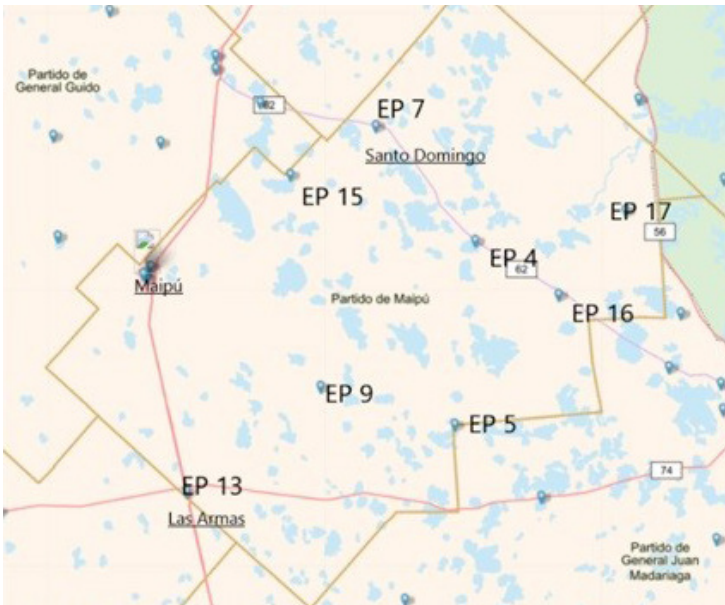 Partido de
General Guido
62
EP 7
Santo Domingo
EP 15
EP 17
56
EP 4
62
Maipú
Partido de Maipú
EP 16
EP 9
EP 5
74
EP 13
Las Armas
Partido de
General Juan
Madariaga